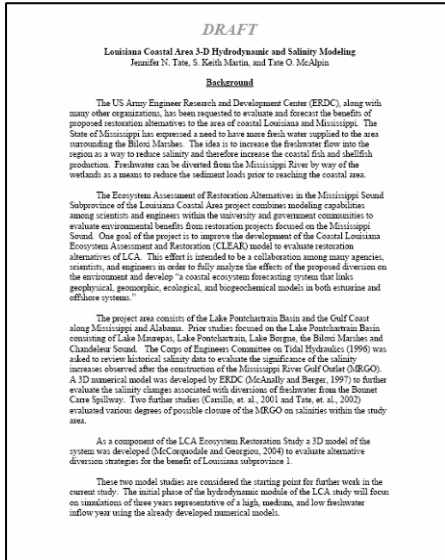 DRAFT
Louisiana Coastal Area 3-D Hydrodynamic and Salinity Modeling
Jennifer N. Tate, S. Keith Martin, and Tate O. McAlpin
Background
The US Army Engineer Research and Development Center (ERDC), along with
many other organizations, has been requested to evaluate and forecast the benefits of
proposed restoration alternatives to the area of coastal Louisiana and Mississippi. The
State of Mississippi has expressed a need to have more fresh water supplied to the area
surrounding the Biloxi Marshes. The idea is to increase the freshwater flow into the
region as a way to reduce salinity and therefore increase the coastal fish and shellfish
production. Freshwater can be diverted from the Mississippi River by way of the
wetlands as a means to reduce the sediment loads prior to reaching the coastal area.
The Ecosystem Assessment of Restoration Alternatives in the Mississippi Sound
Subprovince of the Louisiana Coastal Area project combines modeling capabilities
among scientists and engineers within the university and government communities to
evaluate environmental benefits from restoration projects focused on the Mississippi
Sound. One goal of the project is to improve the development of the Coastal Louisiana
Ecosystem Assessment and Restoration (CLEAR) model to evaluate restoration
alternatives of LCA. This effort is intended to be a collaboration among many agencies,
scientists, and engineers in order to fully analyze the effects of the proposed diversion on
the environment and develop "a coastal ecosystem forecasting system that links
geophysical, geomorphic, ecological, and biogeochemical models in both estuarine and
offshore systems."
The project area consists of the Lake Pontchartrain Basin and the Gulf Coast
along Mississippi and Alabama. Prior studies focused on the Lake Pontchartrain Basin
consisting of Lake Maurepas, Lake Pontchartrain, Lake Borgne, the Biloxi Marshes and
Chandeleur Sound. The Corps of Engineers Committee on Tidal Hydraulics (1996) was
asked to review historical salinity data to evaluate the significance of the salinity
increases observed after the construction of the Mississippi River Gulf Outlet (MRGO).
A 3D numerical model was developed by ERDC (McAnally and Berger, 1997) to further
evaluate the salinity changes associated with diversions of freshwater from the Bonnet
Carre Spillway. Two further studies (Carrillo, et. al., 2001 and Tate, et. al., 2002)
evaluated various degrees of possible closure of the MRGO on salinities within the study
area.
As a component of the LCA Ecosystem Restoration Study a 3D model of the
system was developed (McCorquodale and Georgiou, 2004) to evaluate alternative
diversion strategies for the benefit of Louisiana subprovince 1.
These two model studies are considered the starting point for further work in the
current study. The initial phase of the hydrodynamic module of the LCA study will focus
on simulations of three years representative of a high, medium, and low freshwater
inflow year using the already developed numerical models.